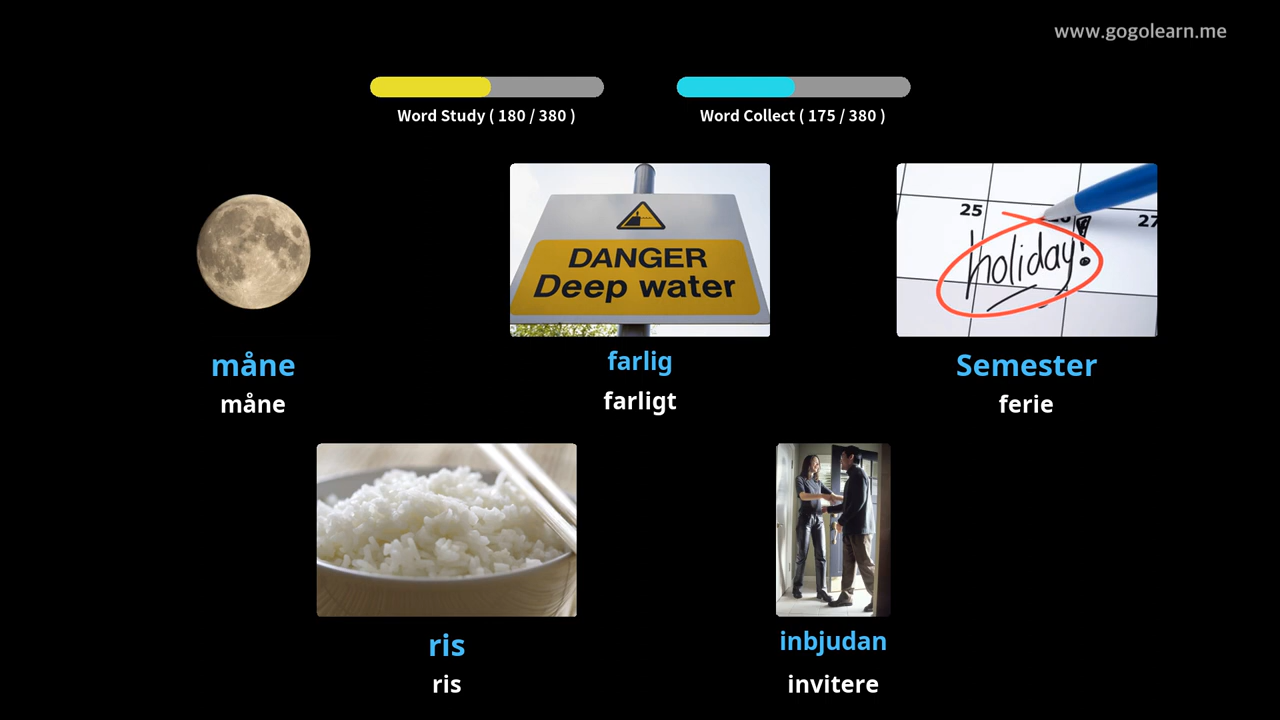 www.gogolearn.me
Word Study ( 180 / 380 )
Word Collect ( 175 / 380 )
DANGER
Deep water
25
27
holiday!
måne
måne
farlig
farligt
Semester
ferie
ris
ris
inbjudan
invitere